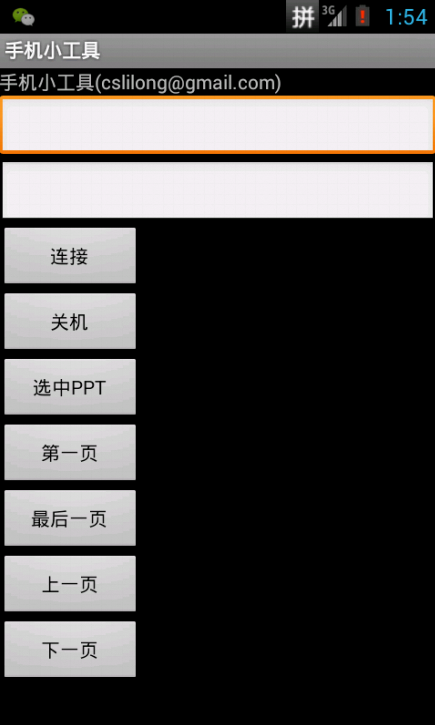 拼 3G 1:54
手机小工具
手机小工具(cslilong@gmail.com)
连接
关机
选中PPT
第一页
最后一页
上一页
下一页